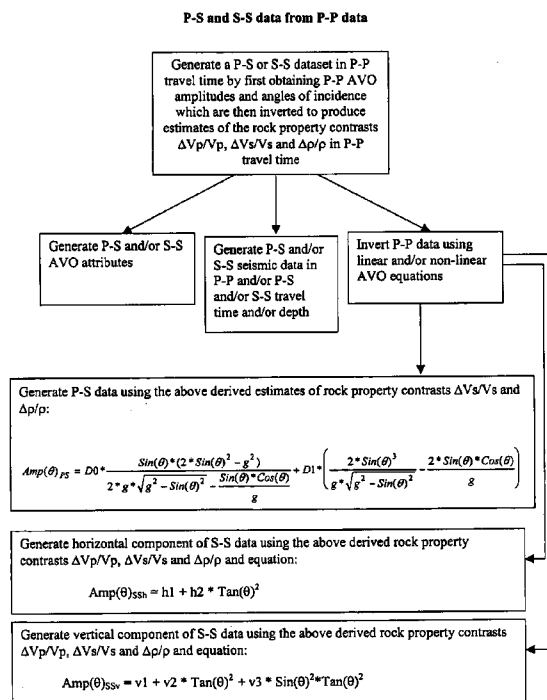 P-S and S-S data from P-P data
Generate a P-S or S-S dataset in P-P
travel time by first obtaining P-P AVO
amplitudes and angles of incidence
which are then inverted to produce
estimates of the rock property contrasts
ΔVp/Vp, ΔVs/Vs and Δρ/ρ in P-P
travel time
Generate P-S and/or S-S
AVO attributes
Generate P-S and/or
S-S seismic data in
P-P and/or P-S
and/or S-S travel
time and/or depth
Invert P-P data using
linear and/or non-linear
AVO equations
Generate P-S data using the above derived estimates of rock property contrasts ΔVs/Vs and
Δρ/ρ:
Amp(θ)PS = D0* Sin(θ)*(2*Sin(θ)² – g²) / 2*g*√g² – Sin(θ)² – Sin(θ)*Cos(θ) / g + D1*( 2*Sin(θ)³ / g*√g² – Sin(θ)² – 2*Sin(θ)*Cos(θ) / g )
Generate horizontal component of S-S data using the above derived rock property
contrasts ΔVp/Vp, ΔVs/Vs and Δρ/ρ and equation:
Amp(θ)SSh = h1 + h2 * Tan(θ)²
Generate vertical component of S-S data using the above derived rock property contrasts
ΔVp/Vp, ΔVs/Vs and Δρ/ρ and equation:
Amp(θ)SSv = v1 + v2 * Tan(θ)² + v3 * Sin(θ)²*Tan(θ)²